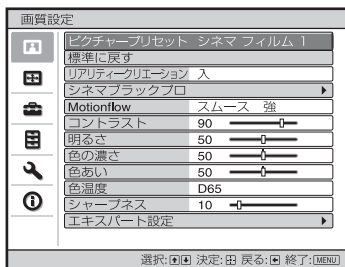 画質設定
ピクチャープリセット シネマ フィルム 1
標準に戻す
リアリティークリエーション 入
シネマブラックプロ
Motionflow スムース 強
コントラスト 90
明るさ 50
色の濃さ 50
色あい 50
色温度 D65
シャープネス 10
エキスパート設定
選択: 決定: 戻る: 終了:MENU